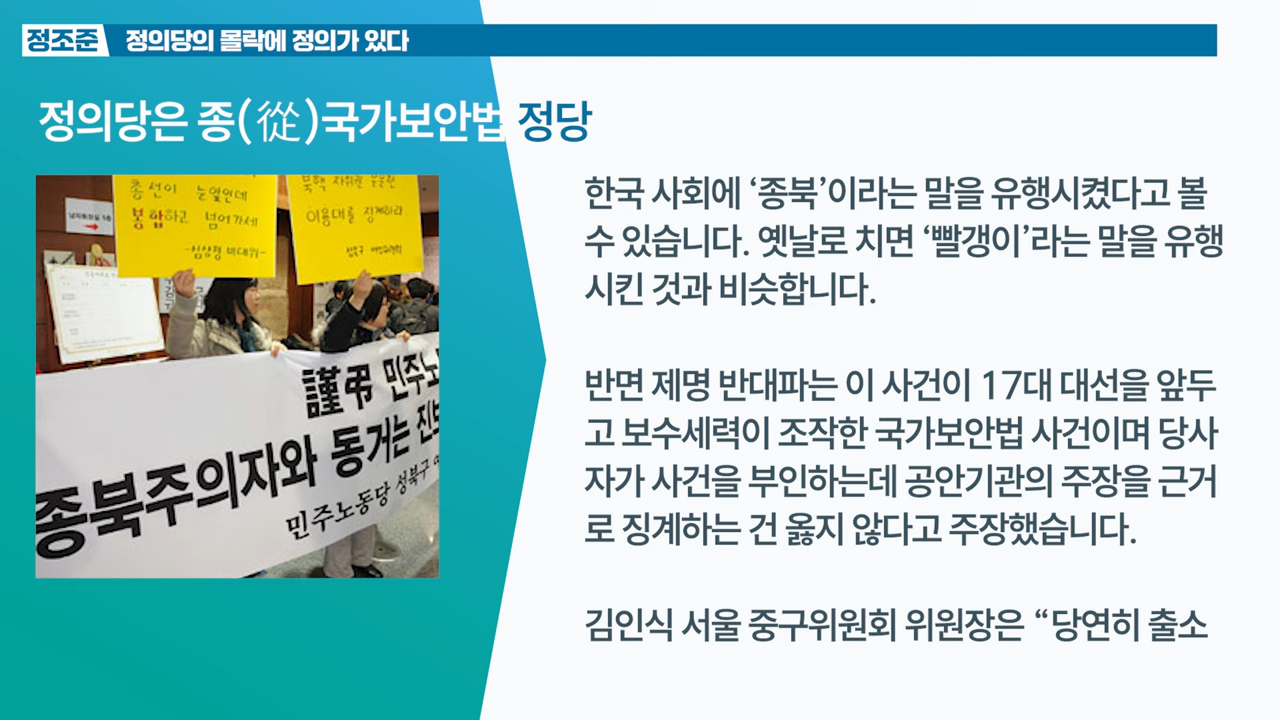 정조준 정의당의 몰락에 정의가 있다
정의당은 종(從)국가보안법 정당
한국 사회에 ‘종북’이라는 말을 유행시켰다고 볼
수 있습니다. 옛날로 치면 ‘빨갱이’라는 말을 유행
시킨 것과 비슷합니다.
반면 제명 반대파는 이 사건이 17대 대선을 앞두
고 보수세력이 조작한 국가보안법 사건이며 당사
자가 사건을 부인하는데 공안기관의 주장을 근거
로 징계하는 건 옳지 않다고 주장했습니다.
김인식 서울 중구위원회 위원장은 “당연히 출소
총선이 눈앞인데
봉합하고 넘어가세
-심상정 비대위-
이용대를 징계하라
謹弔 민주노
종북주의자와 동거는 진보
민주노동당 성북구